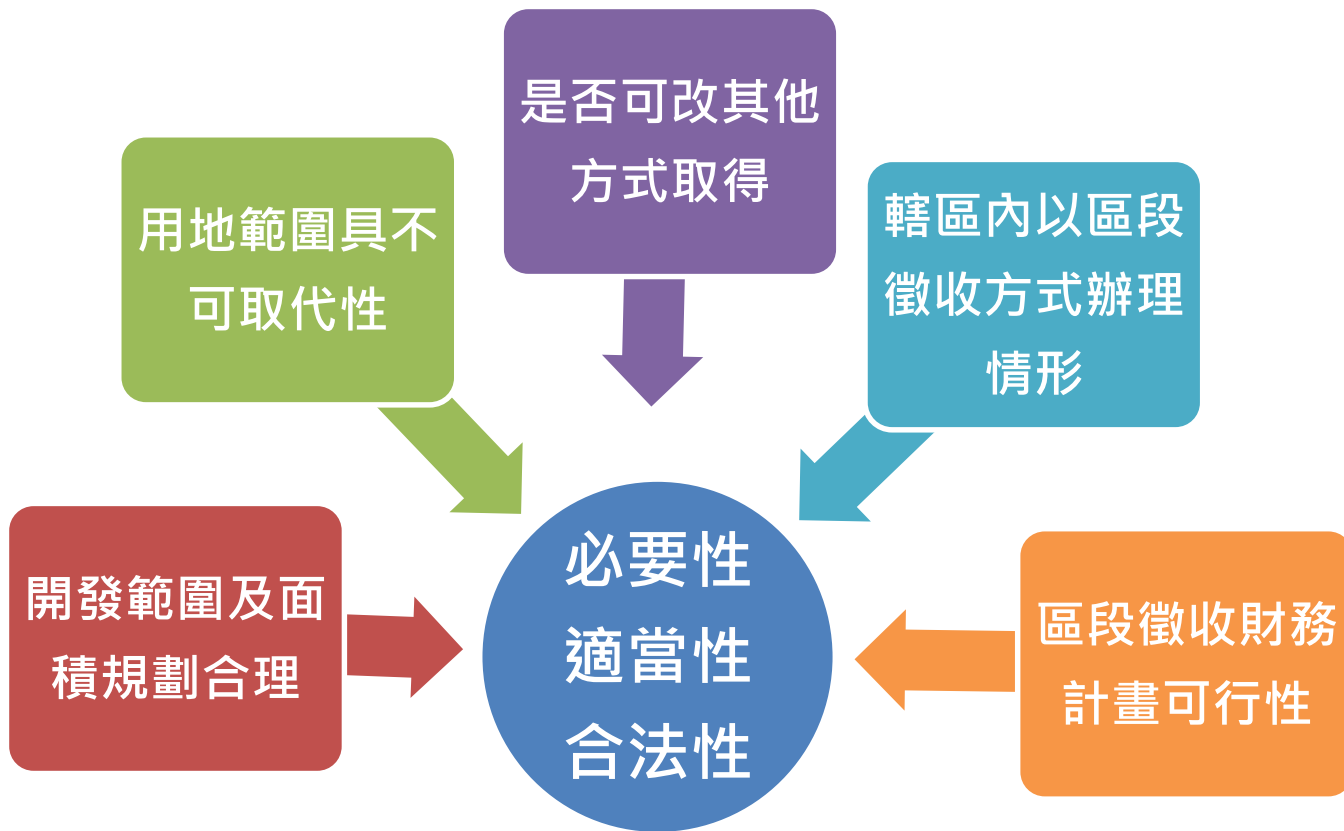 是否可改其他
方式取得
用地範圍具不
可取代性
轄區內以區段
徵收方式辦理
情形
開發範圍及面
積規劃合理
必要性
適當性
合法性
區段徵收財務
計畫可行性